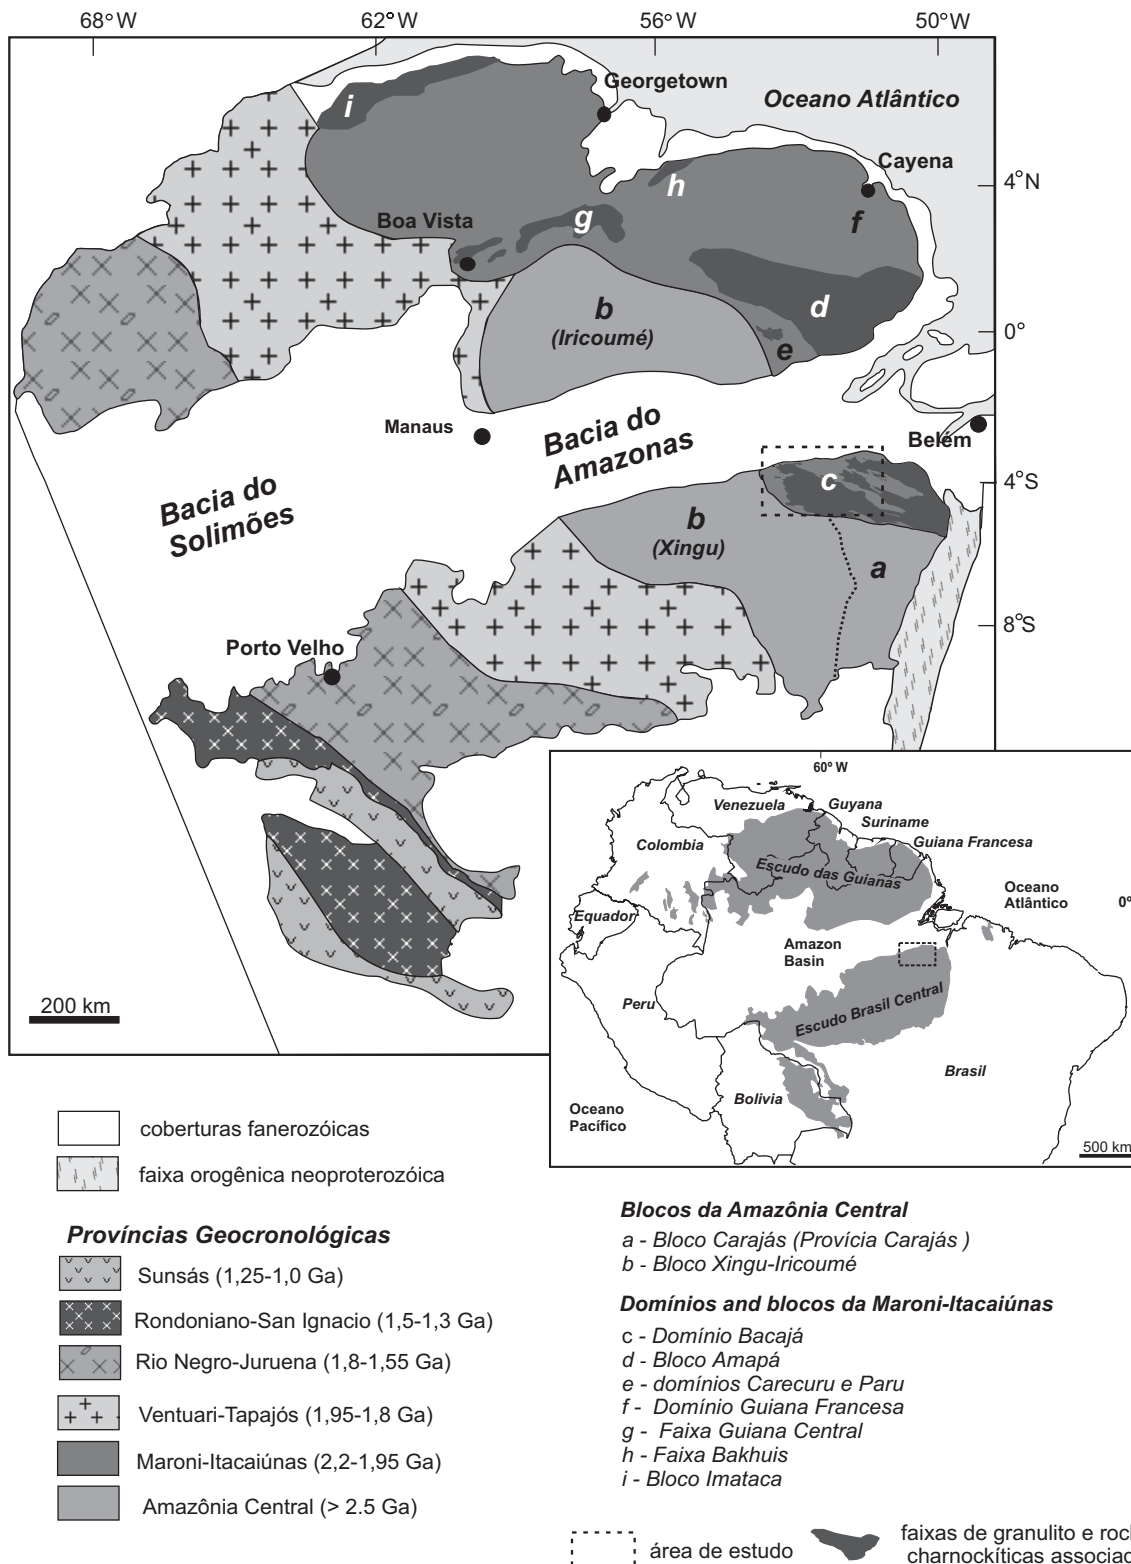 68°W 62°W 56°W 50°W
Georgetown
Oceano Atlântico
i
Cayena
h
4°N
Boa Vista
g
f
b
(Iricoumé)
d
0°
e
Manaus
Bacia do
Amazonas
Belém
Bacia do
Solimões
c
4°S
b
(Xingu)
a
8°S
Porto Velho
200 km
60° W
Venezuela
Guyana
Suriname
Guiana Francesa
Colombia
Escudo das Guianas
Oceano
Atlântico
0°
Equador
Amazon
Basin
Peru
Escudo Brasil Central
Brasil
Bolivia
Oceano
Pacífico
500 km
coberturas fanerozóicas
faixa orogênica neoproterozóica
Províncias Geocronológicas
Sunsás (1,25-1,0 Ga)
Rondoniano-San Ignacio (1,5-1,3 Ga)
Rio Negro-Juruena (1,8-1,55 Ga)
Ventuari-Tapajós (1,95-1,8 Ga)
Maroni-Itacaiúnas (2,2-1,95 Ga)
Amazônia Central (> 2.5 Ga)
Blocos da Amazônia Central
a - Bloco Carajás (Provícia Carajás )
b - Bloco Xingu-Iricoumé
Domínios and blocos da Maroni-Itacaiúnas
c - Domínio Bacajá
d - Bloco Amapá
e - domínios Carecuru e Paru
f - Domínio Guiana Francesa
g - Faixa Guiana Central
h - Faixa Bakhuis
i - Bloco Imataca
área de estudo
faixas de granulito e roch
charnockíticas associad